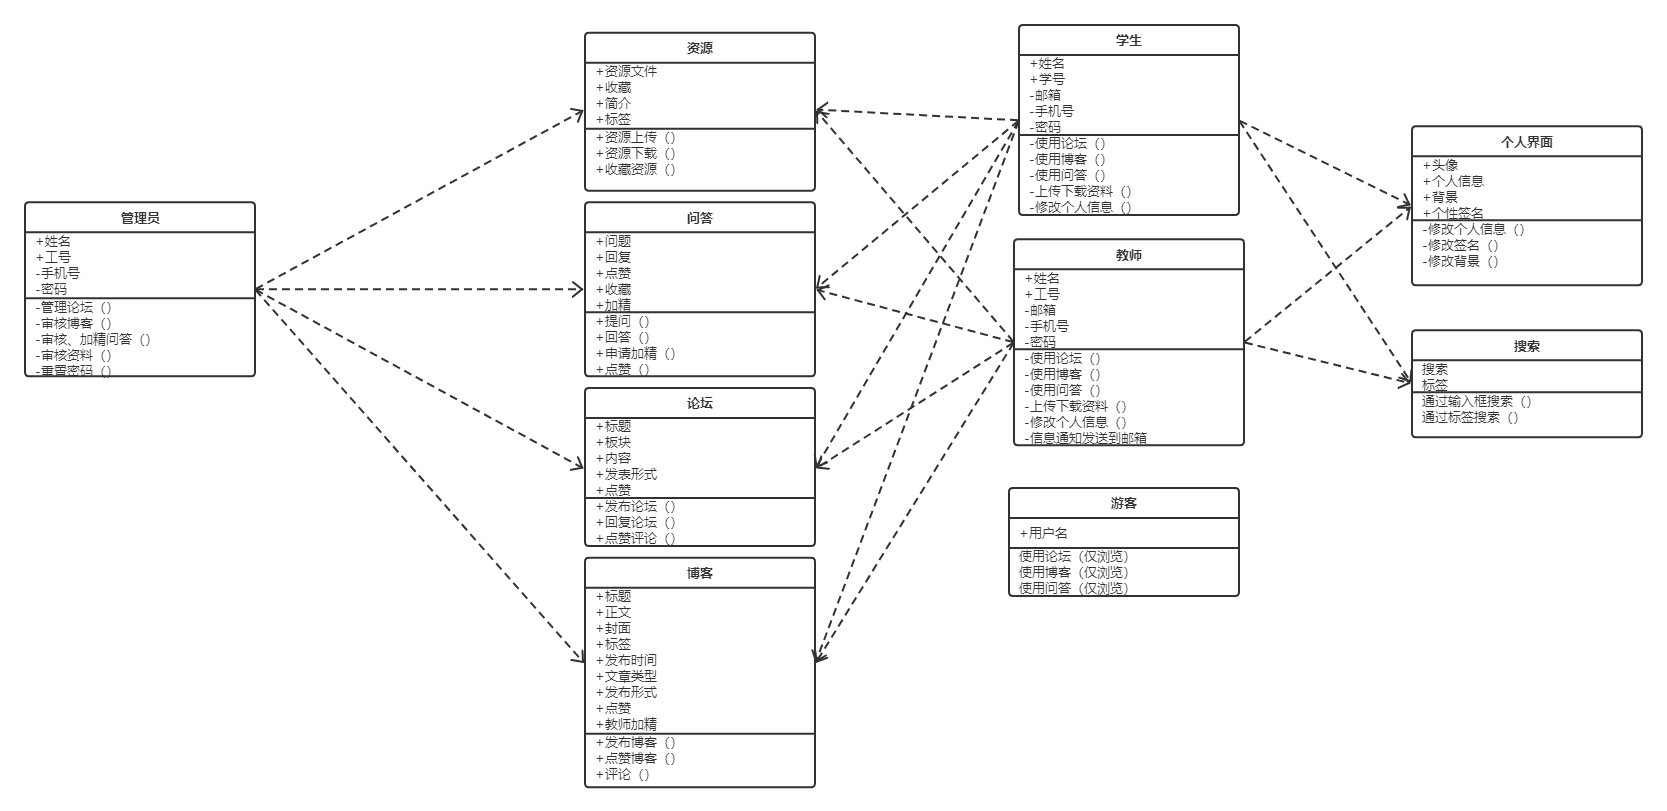 管理员
+姓名
+工号
-手机号
-密码
-管理论坛（）
-审核博客（）
-审核、加精问答（）
-审核资料（）
-重置密码（）
资源
+资源文件
+收藏
+简介
+标签
+资源上传（）
+资源下载（）
+收藏资源（）
问答
+问题
+回复
+点赞
+收藏
+加精
+提问（）
+回答（）
+申请加精（）
+点赞（）
论坛
+标题
+板块
+内容
+发表形式
+点赞
+发布论坛（）
+回复论坛（）
+点赞评论（）
博客
+标题
+正文
+封面
+标签
+发布时间
+文章类型
+发布形式
+点赞
+教师加精
+发布博客（）
+点赞博客（）
+评论（）
学生
+姓名
+学号
-邮箱
-手机号
-密码
-使用论坛（）
-使用博客（）
-使用问答（）
-上传下载资料（）
-修改个人信息（）
教师
+姓名
+工号
-邮箱
-手机号
-密码
-使用论坛（）
-使用博客（）
-使用问答（）
-上传下载资料（）
-修改个人信息（）
-信息通知发送到邮箱
游客
+用户名
使用论坛（仅浏览）
使用博客（仅浏览）
使用问答（仅浏览）
个人界面
+头像
+个人信息
+背景
+个性签名
-修改个人信息（）
-修改签名（）
-修改背景（）
搜索
搜索
标签
通过输入框搜索（）
通过标签搜索（）